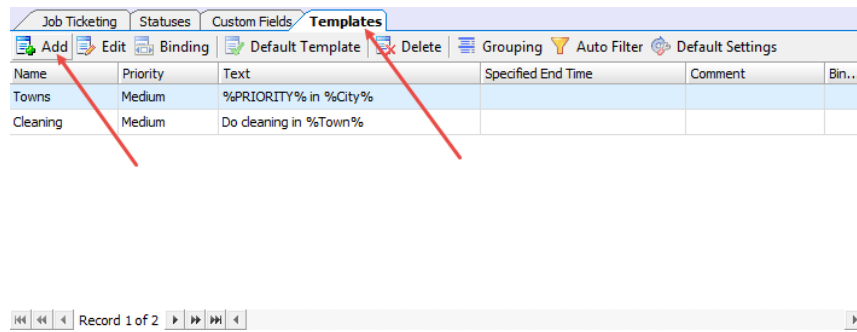 Job Ticketing Statuses Custom Fields Templates
Add Edit Binding Default Template Delete Grouping Auto Filter Default Settings
Name Priority Text Specified End Time Comment Bin...
Towns Medium %PRIORITY% in %City%
Cleaning Medium Do cleaning in %Town%
Record 1 of 2